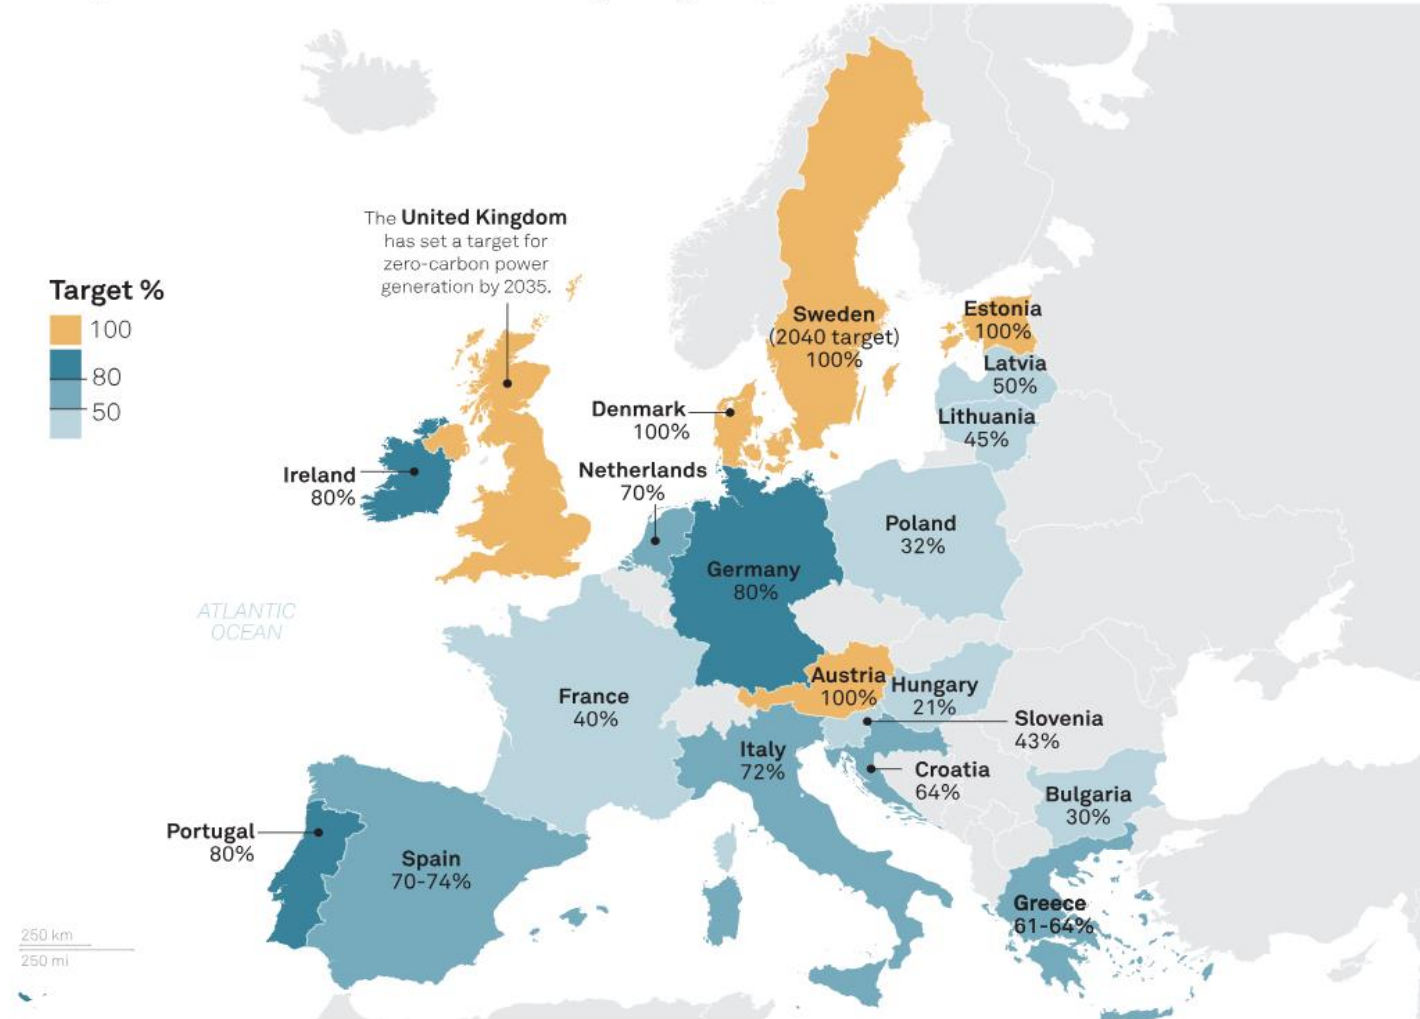 The United Kingdom
has set a target for
zero-carbon power
generation by 2035.
Target %
100
80
50
Sweden
(2040 target)
100%
Estonia
100%
Latvia
50%
Lithuania
45%
Denmark
100%
Netherlands
70%
Ireland
80%
Poland
32%
Germany
80%
ATLANTIC
OCEAN
Austria
100%
Hungary
21%
France
40%
Slovenia
43%
Italy
72%
Croatia
64%
Bulgaria
30%
Portugal
80%
Spain
70-74%
Greece
61-64%
250 km
250 mi